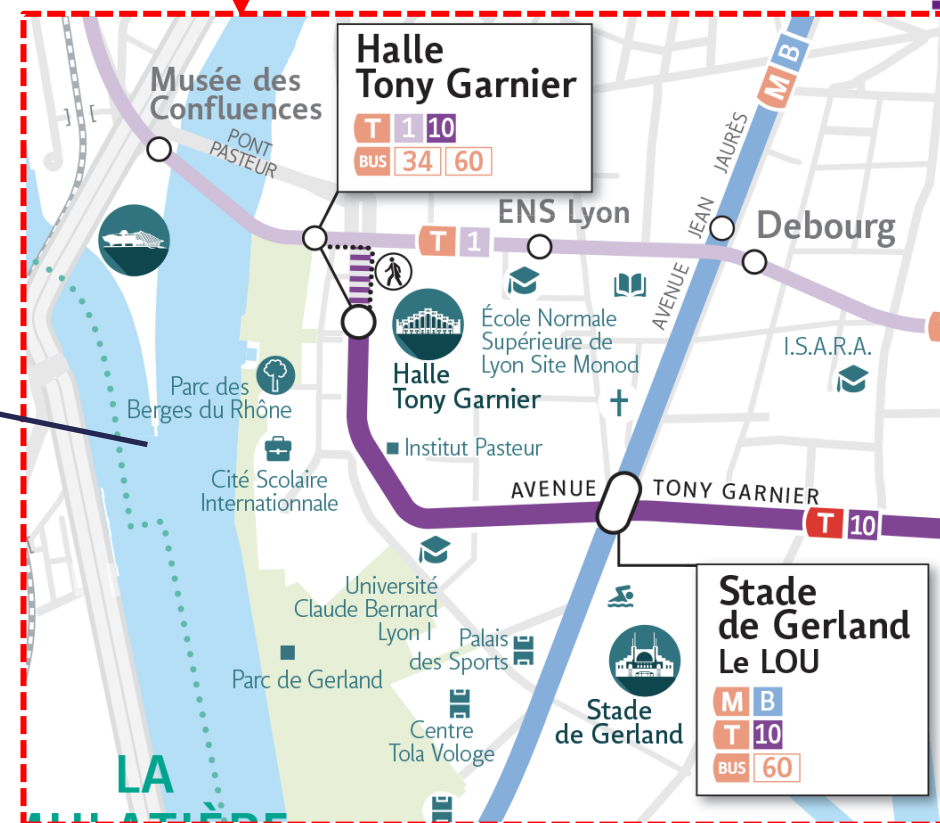 Halle
Tony Garnier
T 1 10
BUS 34 60
Musée des
Confluences
PONT
PASTEUR
M B
AVENUE JEAN JAURÈS
ENS Lyon
Debourg
T 1
École Normale
Supérieure de
Lyon Site Monod
I.S.A.R.A.
Halle
Tony Garnier
Parc des
Berges du Rhône
Institut Pasteur
Cité Scolaire
Internationale
AVENUE TONY GARNIER
T 10
Université
Claude Bernard
Lyon I
Palais
des Sports
Parc de Gerland
Centre
Tola Vologe
Stade
de Gerland
Stade
de Gerland
Le LOU
M B
T 10
BUS 60
LA
MULATIÈRE